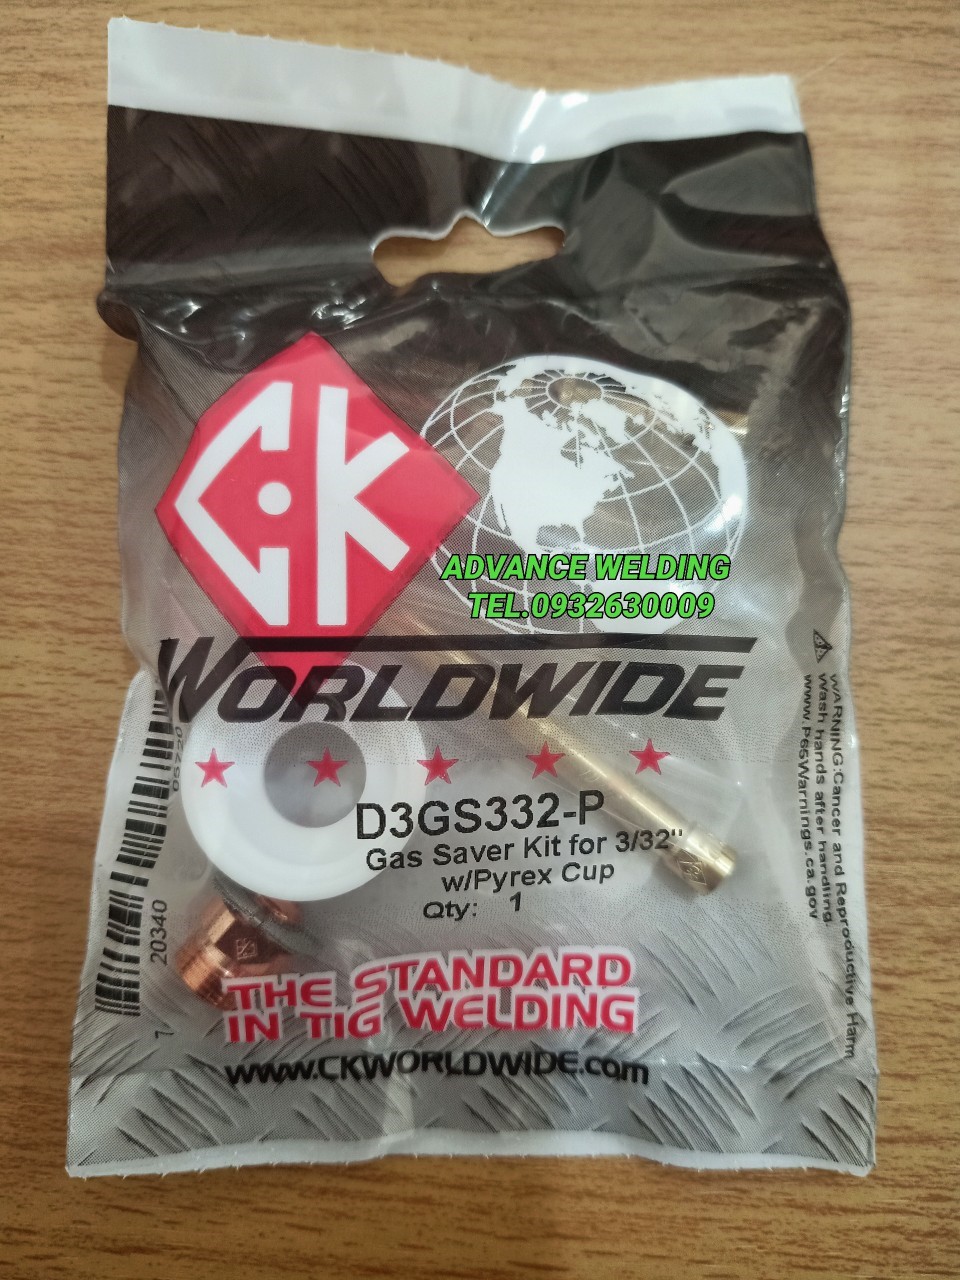 CK
WORLDWIDE
ADVANCE WELDING
TEL.0932630009
D3GS332-P
Gas Saver Kit for 3/32"
w/Pyrex Cup
Qty: 1
THE STANDARD
IN TIG WELDING
www.CKWORLDWIDE.com
WARNING:Cancer and Reproductive Harm
Wash hands after handling.
www.P65Warnings.ca.gov
7 20340